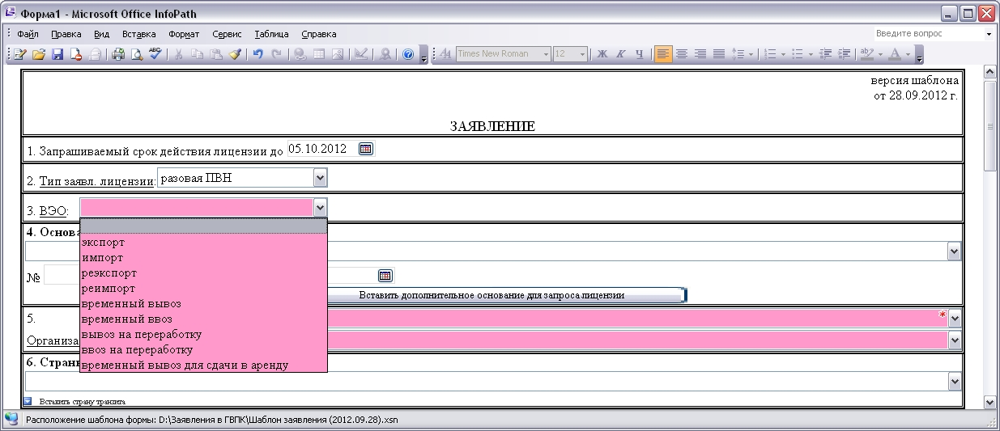 Форма1 - Microsoft Office InfoPath
Файл Правка Вид Вставка Формат Сервис Таблица Справка Введите вопрос
Times New Roman 12 Ж К Ч
версия шаблона
от 28.09.2012 г.
ЗАЯВЛЕНИЕ
1. Запрашиваемый срок действия лицензии до 05.10.2012
2. Тип заявл. лицензии: разовая ПВН
3. ВЭО:
4. Основа
экспорт
импорт
№
реэкспорт
реимпорт
Вставить дополнительное основание для запроса лицензии
временный вывоз
5.
временный ввоз
*
вывоз на переработку
Организа
ввоз на переработку
6. Стран
временный вывоз для сдачи в аренду
Вставить страну транзита
Расположение шаблона формы: D:\Заявления в ГВПК\Шаблон заявления (2012.09.28).xsn